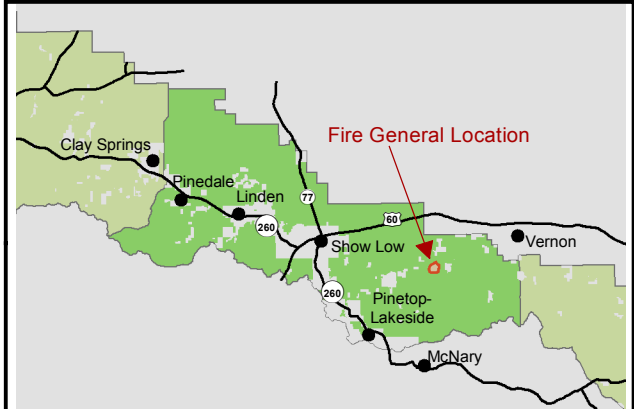 Fire General Location
Clay Springs
Pinedale
Linden
77
60
260
Show Low
Vernon
260
Pinetop-
Lakeside
McNary